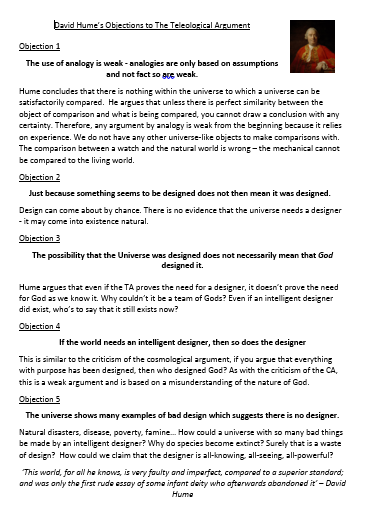 David Hume's Objections to The Teleological Argument
Objection 1
The use of analogy is weak - analogies are only based on assumptions
and not fact so are weak.
Hume concludes that there is nothing within the universe to which a universe can be
satisfactorily compared. He argues that unless there is perfect similarity between the
object of comparison and what is being compared, you cannot draw a conclusion with any
certainty. Therefore, any argument by analogy is weak from the beginning because it relies
on experience. We do not have any other universe-like objects to make comparisons with.
The comparison between a watch and the natural world is wrong – the mechanical cannot
be compared to the living world.
Objection 2
Just because something seems to be designed does not then mean it was designed.
Design can come about by chance. There is no evidence that the universe needs a designer
- it may come into existence natural.
Objection 3
The possibility that the Universe was designed does not necessarily mean that God
designed it.
Hume argues that even if the TA proves the need for a designer, it doesn't prove the need
for God as we know it. Why couldn't it be a team of Gods? Even if an intelligent designer
did exist, who's to say that it still exists now?
Objection 4
If the world needs an intelligent designer, then so does the designer
This is similar to the criticism of the cosmological argument, if you argue that everything
with purpose has been designed, then who designed God? As with the criticism of the CA,
this is a weak argument and is based on a misunderstanding of the nature of God.
Objection 5
The universe shows many examples of bad design which suggests there is no designer.
Natural disasters, disease, poverty, famine... How could a universe with so many bad things
be made by an intelligent designer? Why do species become extinct? Surely that is a waste
of design? How could we claim that the designer is all-knowing, all-seeing, all-powerful?
'This world, for all he knows, is very faulty and imperfect, compared to a superior standard;
and was only the first rude essay of some infant deity who afterwards abandoned it' – David
Hume